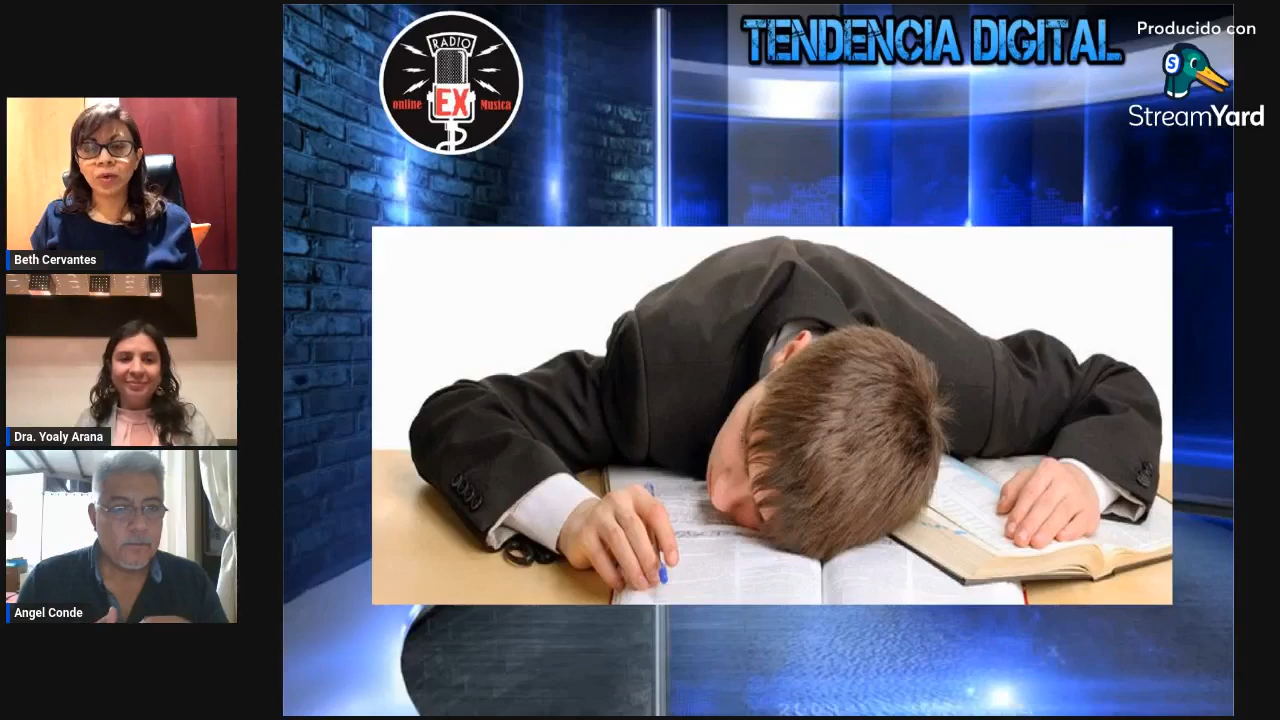 RADIO
online EX Musica
TENDENCIA DIGITAL
Producido con
S
StreamYard
Beth Cervantes
Dra. Yoaly Arana
Angel Conde